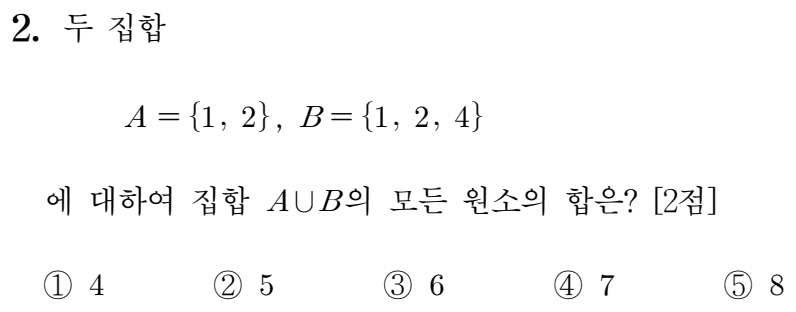 2. 두 집합
A={1, 2}, B={1, 2, 4}
에 대하여 집합 A∪B의 모든 원소의 합은? [2점]
① 4 ② 5 ③ 6 ④ 7 ⑤ 8